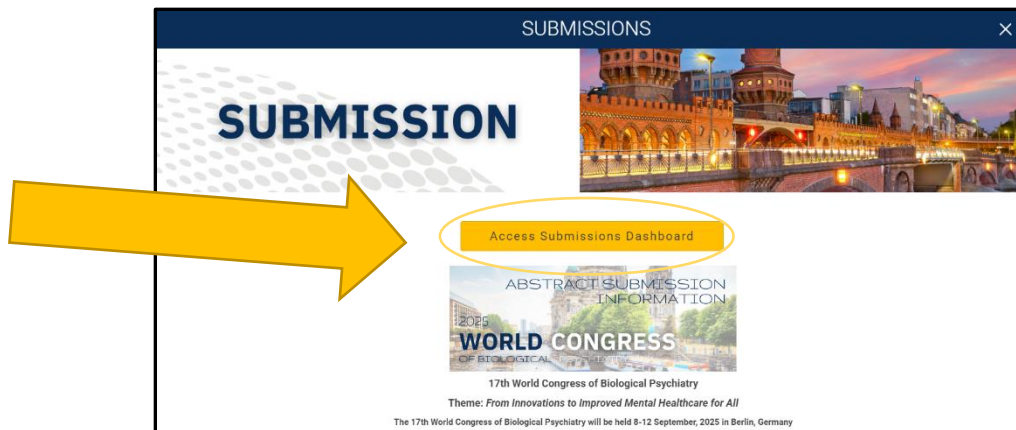 SUBMISSIONS
SUBMISSION
Access Submissions Dashboard
ABSTRACT SUBMISSION
INFORMATION
2025
WORLD CONGRESS
OF BIOLOGICAL
17th World Congress of Biological Psychiatry
Theme: From Innovations to Improved Mental Healthcare for All
The 17th World Congress of Biological Psychiatry will be held 8-12 September, 2025 in Berlin, Germany